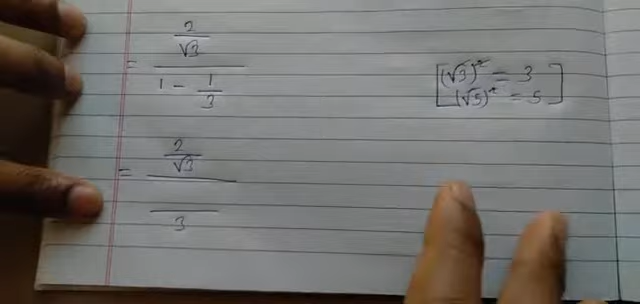 = (2/√3) / (1 - 1/3)
[(√3)² = 3
(√5)² = 5]
= (2/√3) / ( /3)